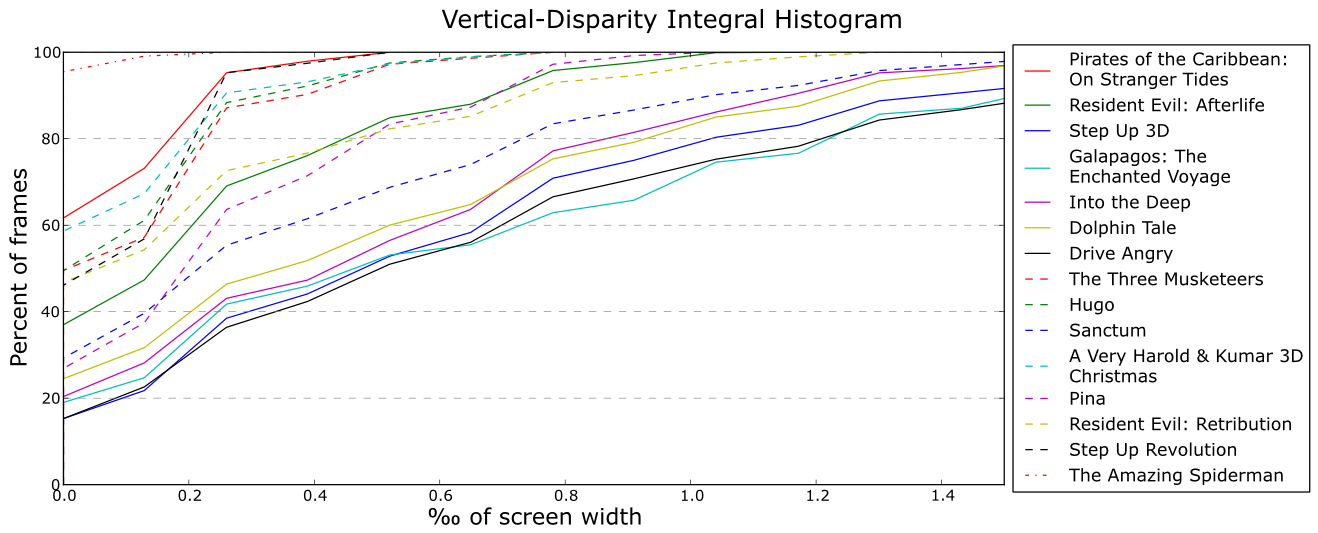 Vertical-Disparity Integral Histogram
Percent of frames
100
80
60
40
20
0
0.0 0.2 0.4 0.6 0.8 1.0 1.2 1.4
‰ of screen width
Pirates of the Caribbean:
On Stranger Tides
Resident Evil: Afterlife
Step Up 3D
Galapagos: The
Enchanted Voyage
Into the Deep
Dolphin Tale
Drive Angry
The Three Musketeers
Hugo
Sanctum
A Very Harold & Kumar 3D
Christmas
Pina
Resident Evil: Retribution
Step Up Revolution
The Amazing Spiderman